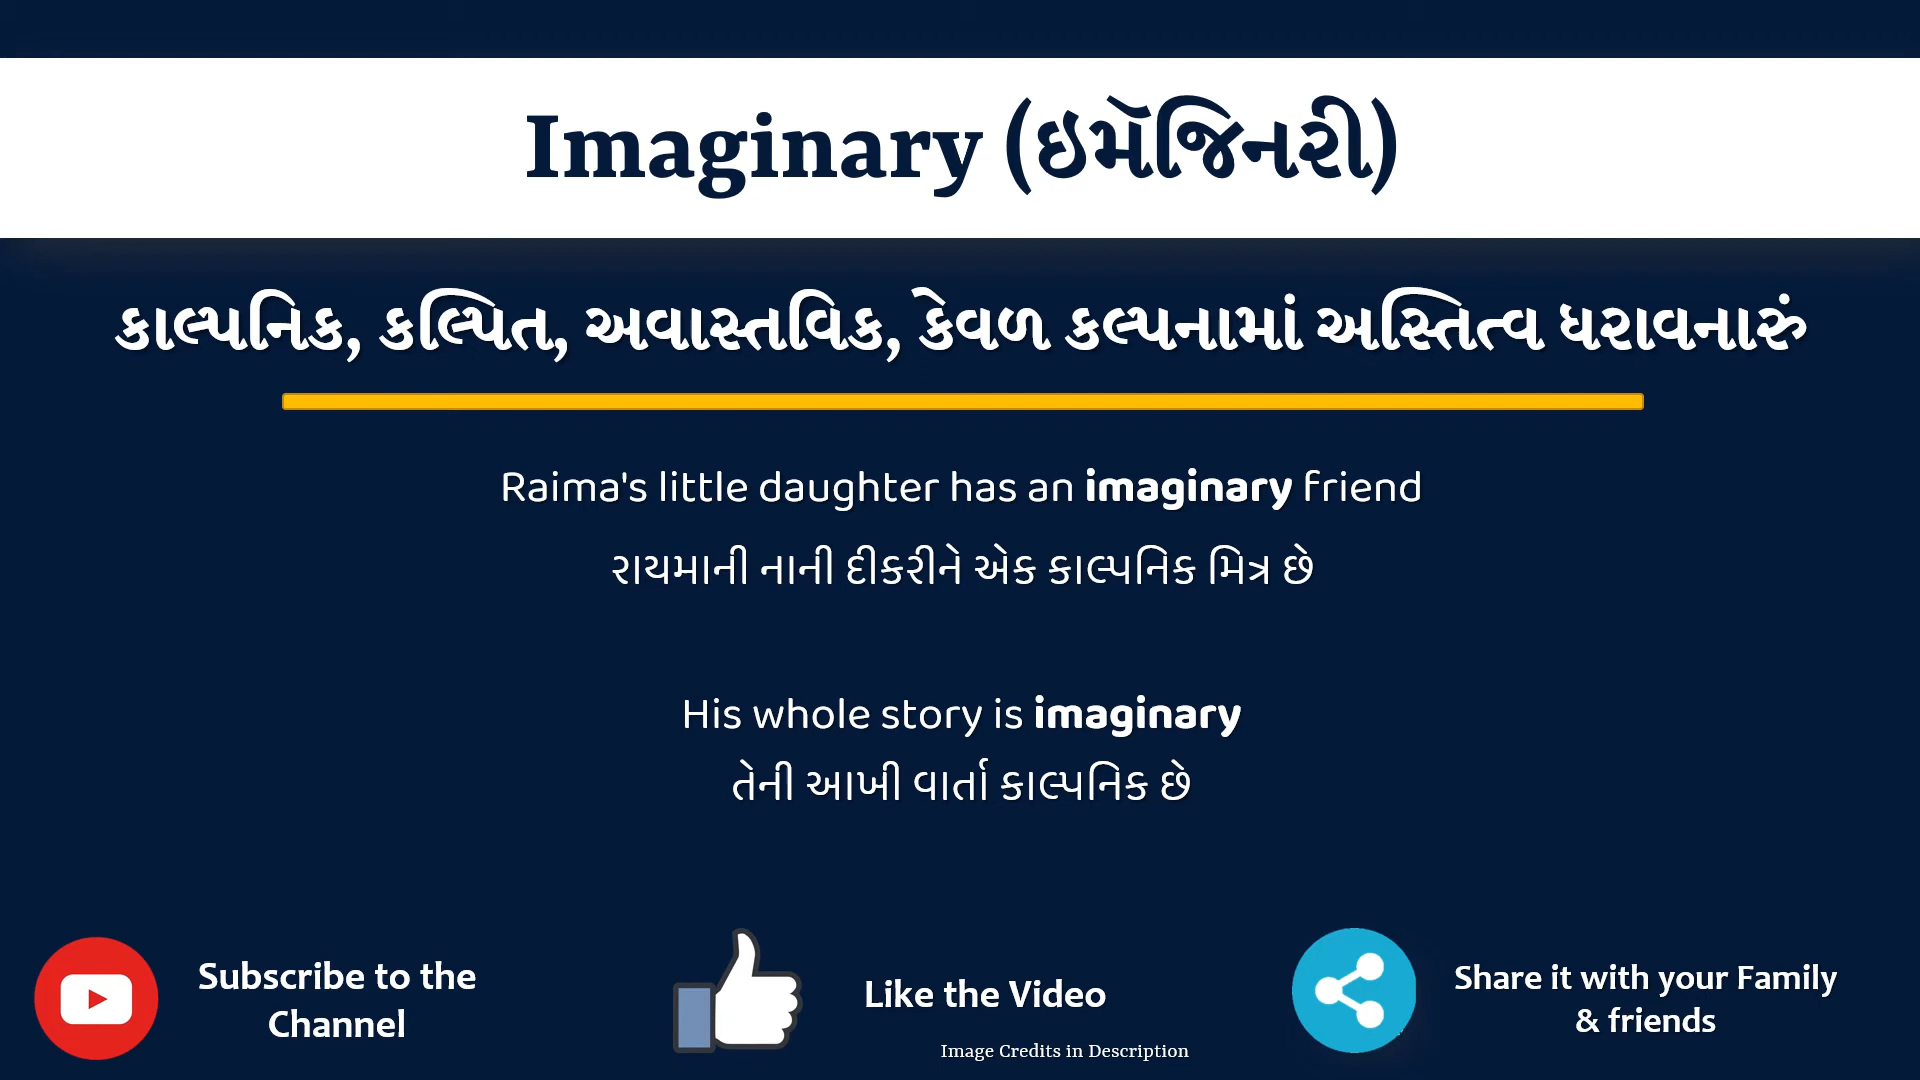 Imaginary (ઇમૅજિનરી)
કાલ્પનિક, કલ્પિત, અવાસ્તવિક, કેવળ કલ્પનામાં અસ્તિત્વ ધરાવનારું
Raima's little daughter has an imaginary friend
રાયમાની નાની દીકરીને એક કાલ્પનિક મિત્ર છે
His whole story is imaginary
તેની આખી વાર્તા કાલ્પનિક છે
Subscribe to the
Channel
Like the Video
Share it with your Family
& friends
Image Credits in Description